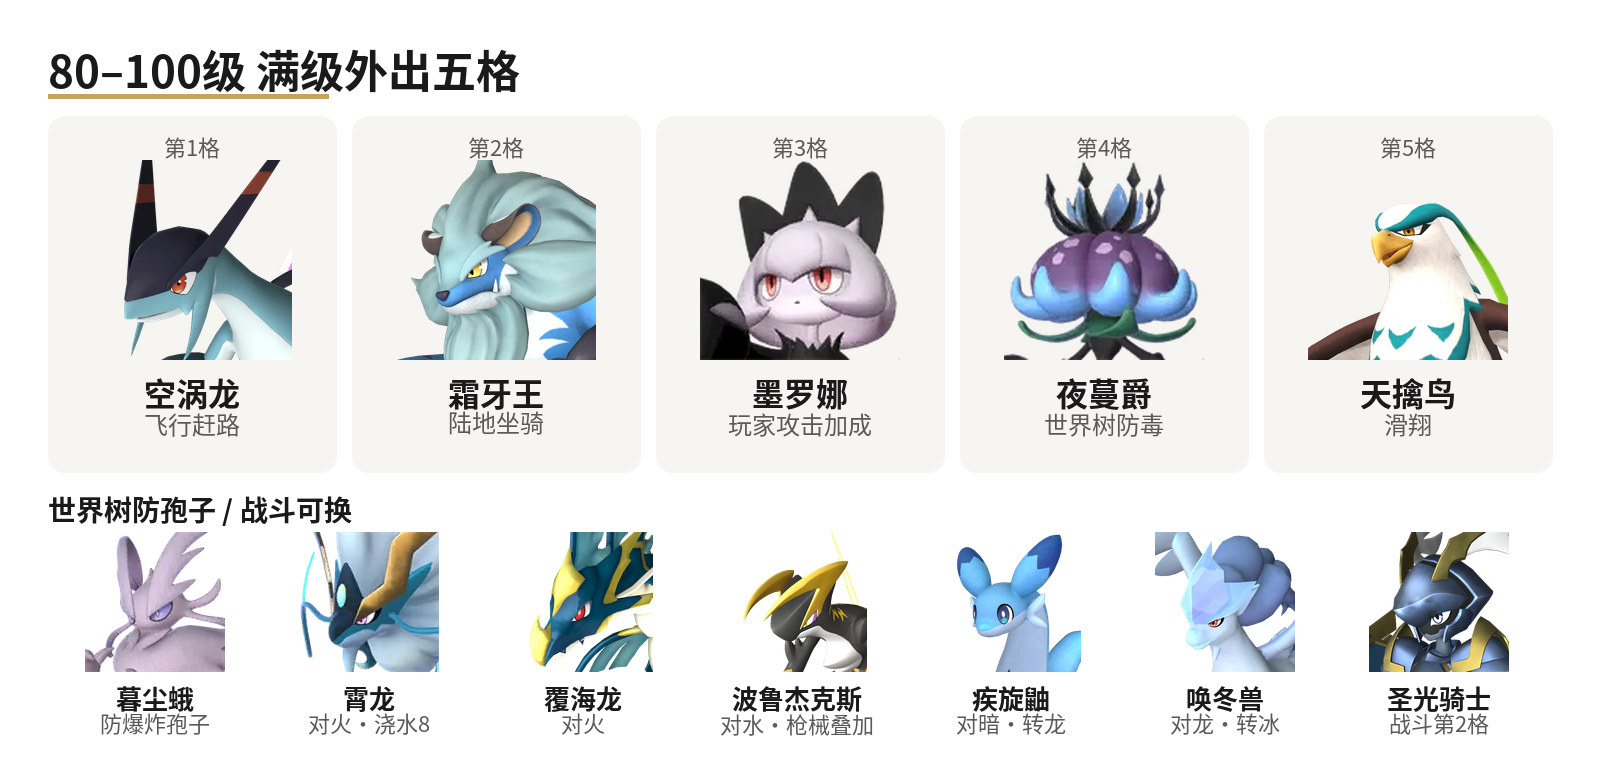 80–100级 满级外出五格
第1格
第2格
第3格
第4格
第5格
空涡龙
霜牙王
墨罗娜
夜蔓爵
天擒鸟
飞行赶路
陆地坐骑
玩家攻击加成
世界树防毒
滑翔
世界树防孢子 / 战斗可换
暮尘蛾
霄龙
覆海龙
波鲁杰克斯
疾旋鼬
唤冬兽
圣光骑士
防爆炸孢子
对火·浇水8
对火
对水·枪械叠加
对暗·转龙
对龙·转冰
战斗第2格